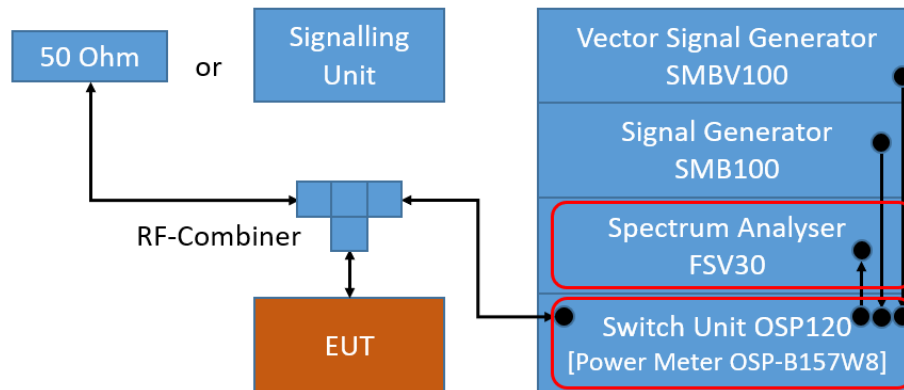 50 Ohm
or
Signalling
Unit
Vector Signal Generator
SMBV100
Signal Generator
SMB100
RF-Combiner
Spectrum Analyser
FSV30
EUT
Switch Unit OSP120
[Power Meter OSP-B157W8]